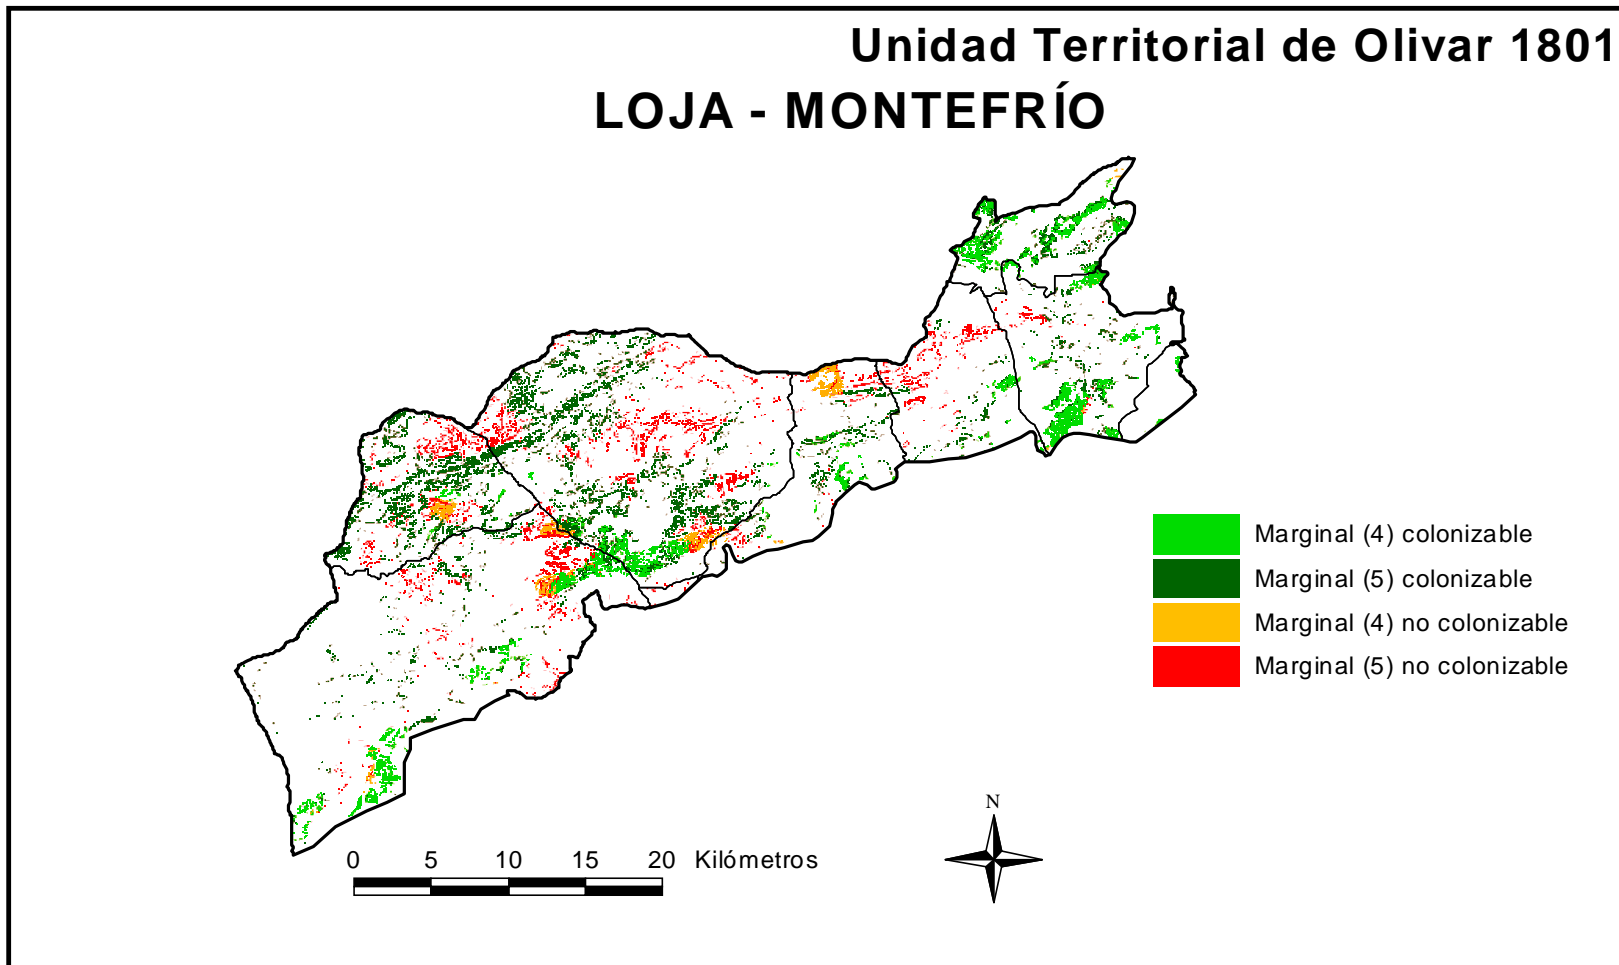 Unidad Territorial de Olivar 1801
LOJA - MONTEFRÍO
Marginal (4) colonizable
Marginal (5) colonizable
Marginal (4) no colonizable
Marginal (5) no colonizable
N
0 5 10 15 20 Kilómetros